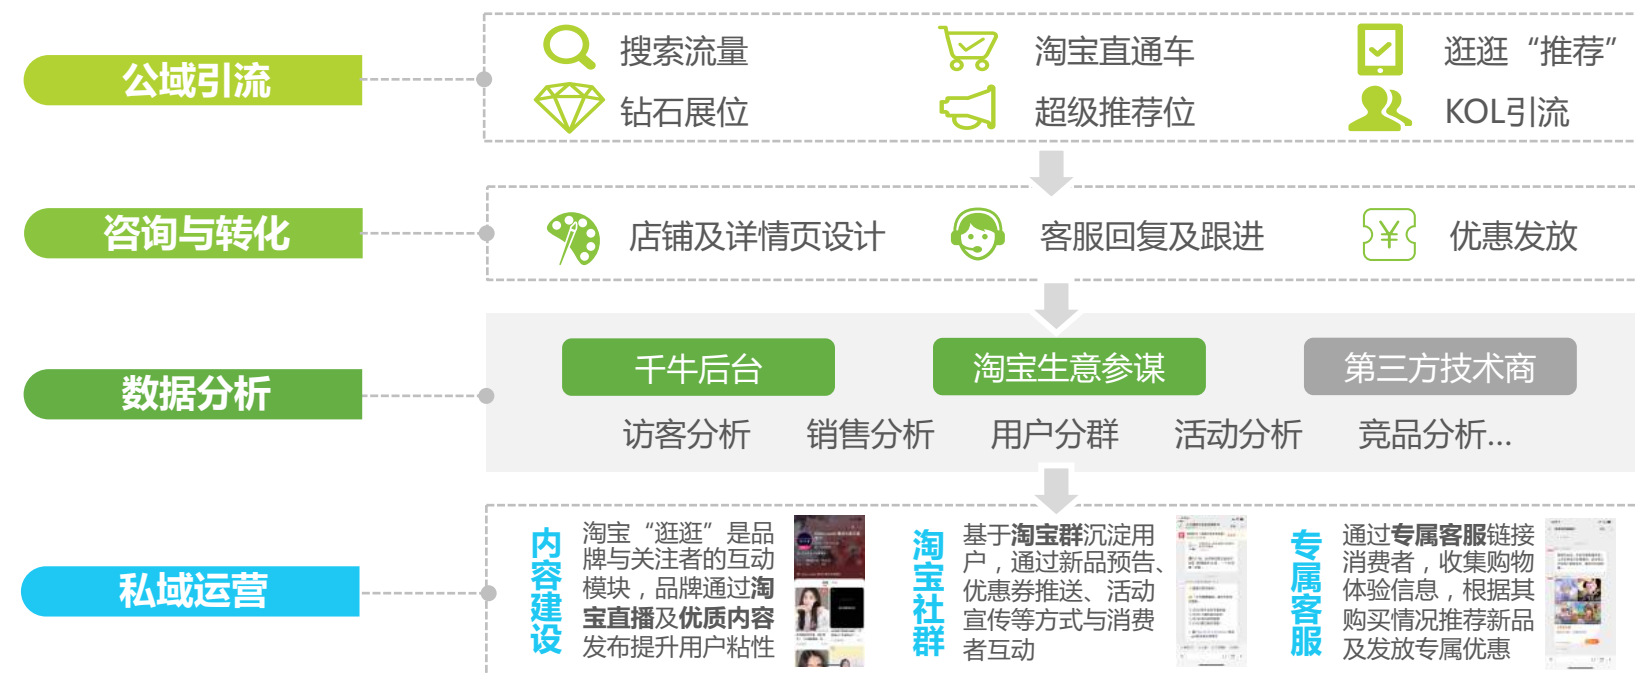 公域引流
搜索流量
淘宝直通车
逛逛“推荐”
钻石展位
超级推荐位
KOL引流
咨询与转化
店铺及详情页设计
客服回复及跟进
优惠发放
数据分析
千牛后台
淘宝生意参谋
第三方技术商
访客分析
销售分析
用户分群
活动分析
竞品分析...
私域运营
内容建设
淘宝“逛逛”是品
牌与关注者的互动
模块，品牌通过淘
宝直播及优质内容
发布提升用户粘性
淘宝社群
基于淘宝群沉淀用
户，通过新品预告、
优惠券推送、活动
宣传等方式与消费
者互动
专属客服
通过专属客服链接
消费者，收集购物
体验信息，根据其
购买情况推荐新品
及发放专属优惠